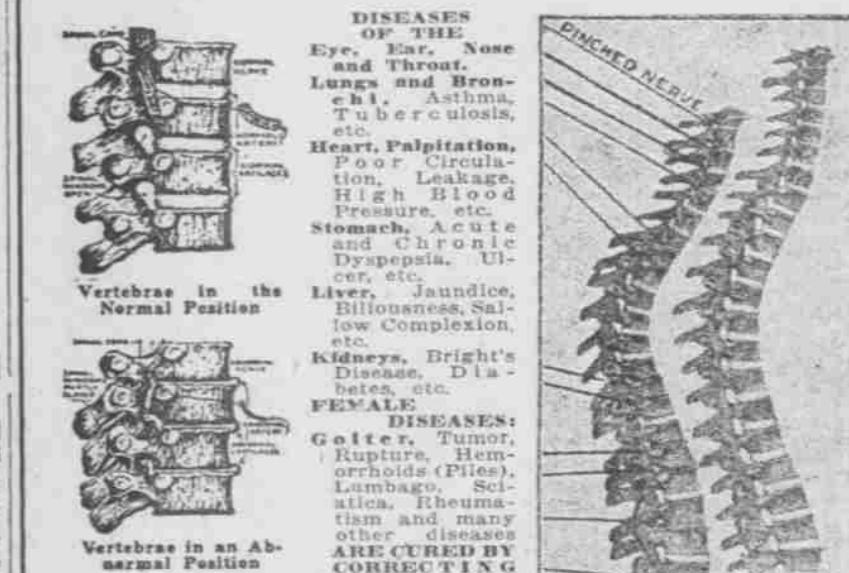 SPINAL CORD
Vertebrae in the
Normal Position
Vertebrae in an Ab-
normal Position
DISEASES
OF THE
Eye, Ear, Nose
and Throat.
Lungs and Bron-
chi, Asthma,
Tuberculosis,
etc.
Heart, Palpitation,
Poor Circula-
tion, Leakage,
High Blood
Pressure, etc.
Stomach, Acute
and Chronic
Dyspepsia, Ul-
cer, etc.
Liver, Jaundice,
Biliousness, Sal-
low Complexion,
etc.
Kidneys, Bright's
Disease, Dia-
betes, etc.
FEMALE
DISEASES:
Goiter, Tumor,
Rupture, Hem-
orrhoids (Piles),
Lumbago, Sci-
atica, Rheuma-
tism and many
other diseases
ARE CURED BY
CORRECTING
PINCHED NERVE